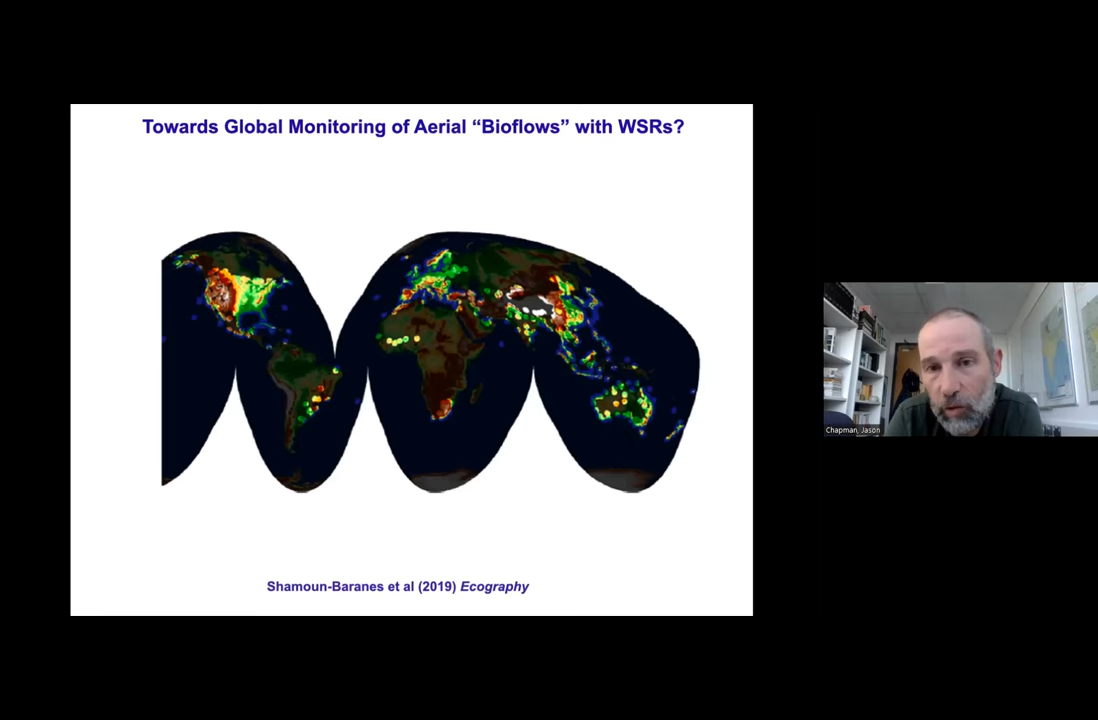 Towards Global Monitoring of Aerial “Bioflows” with WSRs?
Shamoun-Baranes et al (2019) Ecography
Chapman, Jason